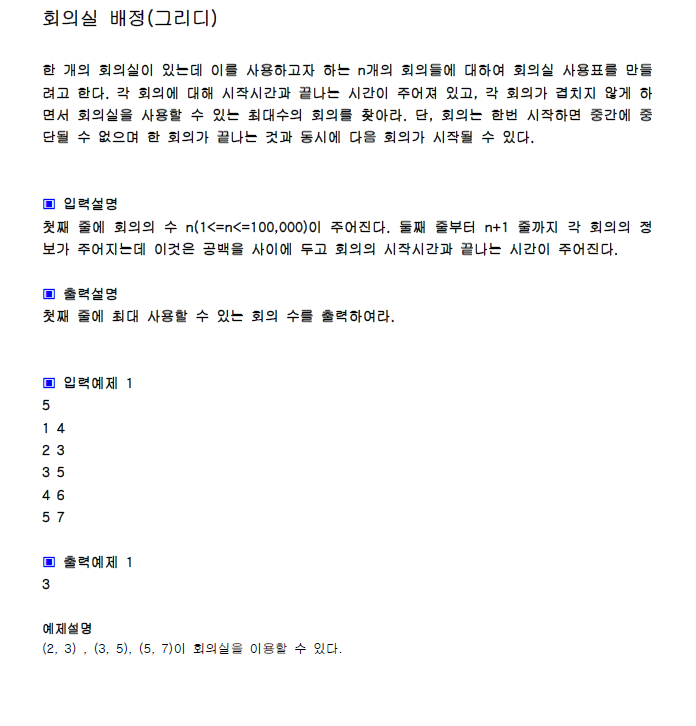 회의실 배정(그리디)
한 개의 회의실이 있는데 이를 사용하고자 하는 n개의 회의들에 대하여 회의실 사용표를 만들
려고 한다. 각 회의에 대해 시작시간과 끝나는 시간이 주어져 있고, 각 회의가 겹치지 않게 하
면서 회의실을 사용할 수 있는 최대수의 회의를 찾아라. 단, 회의는 한번 시작하면 중간에 중
단될 수 없으며 한 회의가 끝나는 것과 동시에 다음 회의가 시작될 수 있다.
▣ 입력설명
첫째 줄에 회의의 수 n(1<=n<=100,000)이 주어진다. 둘째 줄부터 n+1 줄까지 각 회의의 정
보가 주어지는데 이것은 공백을 사이에 두고 회의의 시작시간과 끝나는 시간이 주어진다.
▣ 출력설명
첫째 줄에 최대 사용할 수 있는 회의 수를 출력하여라.
▣ 입력예제 1
5
1 4
2 3
3 5
4 6
5 7
▣ 출력예제 1
3
예제설명
(2, 3) , (3, 5), (5, 7)이 회의실을 이용할 수 있다.